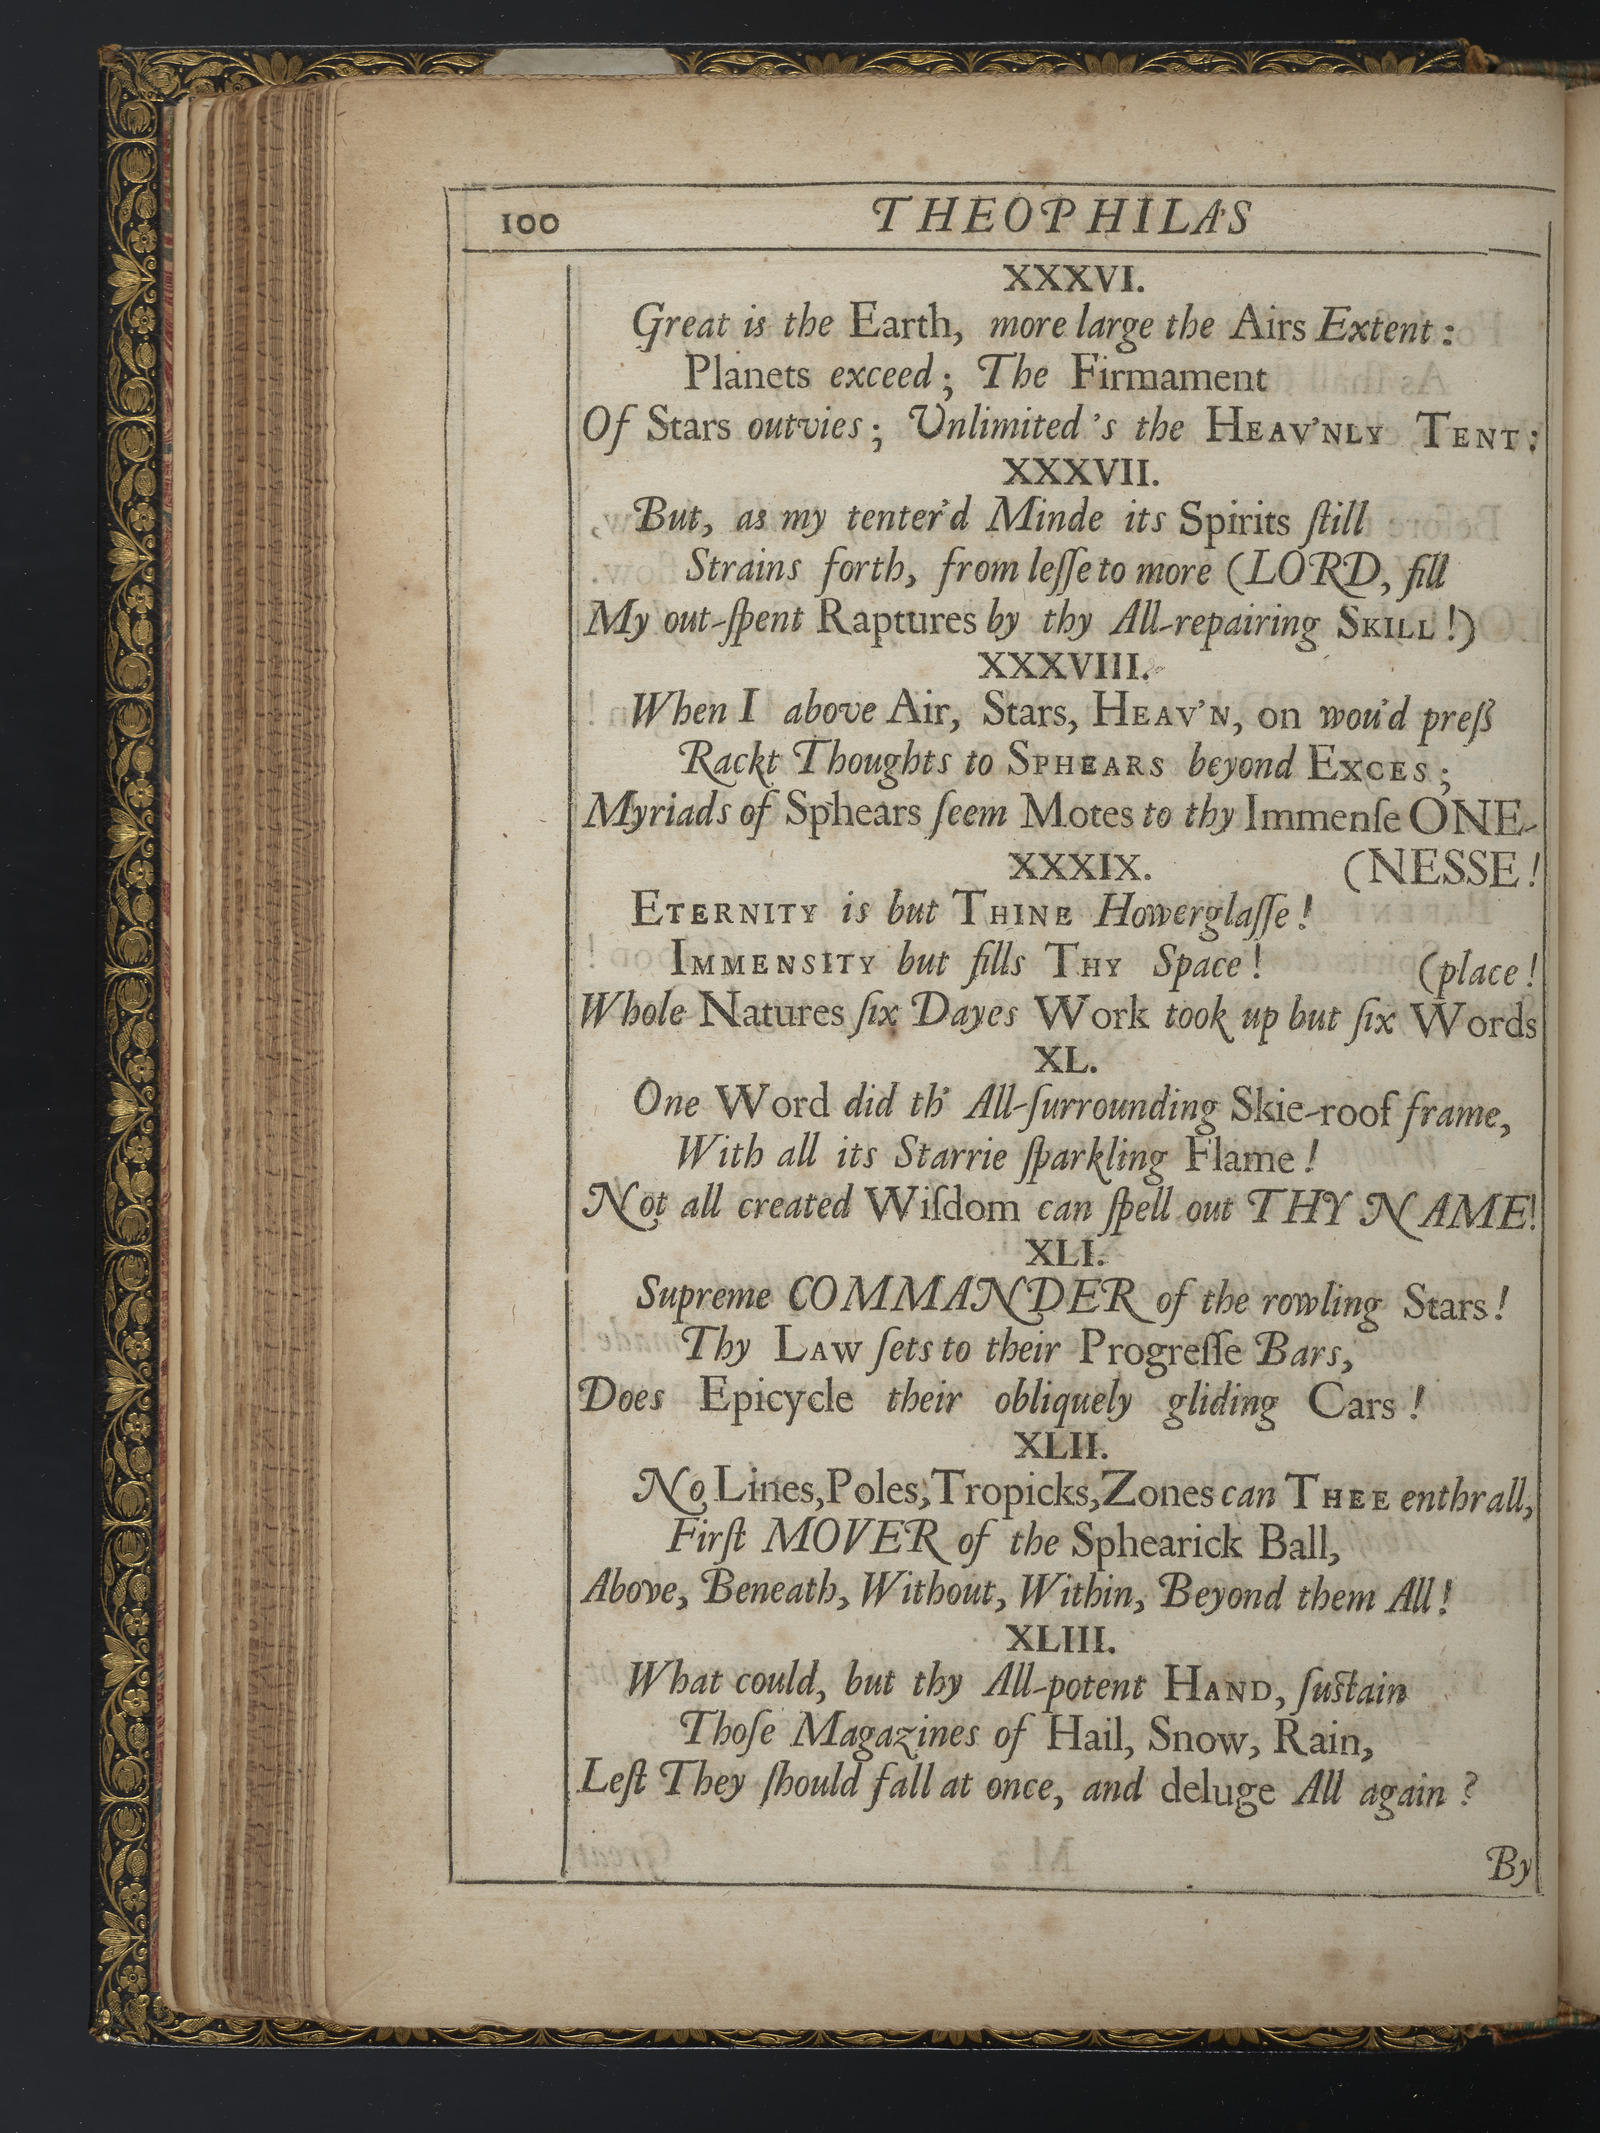 100 THEOPHILA'S
XXXVI.
Great is the Earth, more large the Airs Extent:
Planets exceed; The Firmament
Of Stars outvies; Unlimited's the HEAV'NLY TENT:
XXXVII.
But, as my tenter'd Minde its Spirits ſtill
Strains forth, from leſſe to more (LORD, fill
My out-ſpent Raptures by thy All-repairing SKILL!)
XXXVIII.
When I above Air, Stars, HEAV'N, on wou'd preß
Rackt Thoughts to SPHEARS beyond EXCES;
Myriads of Sphears ſeem Motes to thy Immenſe ONE-
XXXIX. (NESSE!
ETERNITY is but THINE Howerglaſſe!
IMMENSITY but fills THY Space! (place!
Whole Natures ſix Dayes Work took up but ſix Words
XL.
One Word did th' All-ſurrounding Skie-roof frame,
With all its Starrie ſparkling Flame!
Not all created Wiſdom can ſpell out THY NAME!
XLI.
Supreme COMMANDER of the rowling Stars!
Thy LAW ſets to their Progreſſe Bars,
Does Epicycle their obliquely gliding Cars!
XLII.
No Lines, Poles, Tropicks, Zones can THEE enthrall,
Firſt MOVER of the Sphearick Ball,
Above, Beneath, Without, Within, Beyond them All!
XLIII.
What could, but thy All-potent HAND, ſuſtain
Thoſe Magazines of Hail, Snow, Rain,
Leſt They ſhould fall at once, and deluge All again?
By